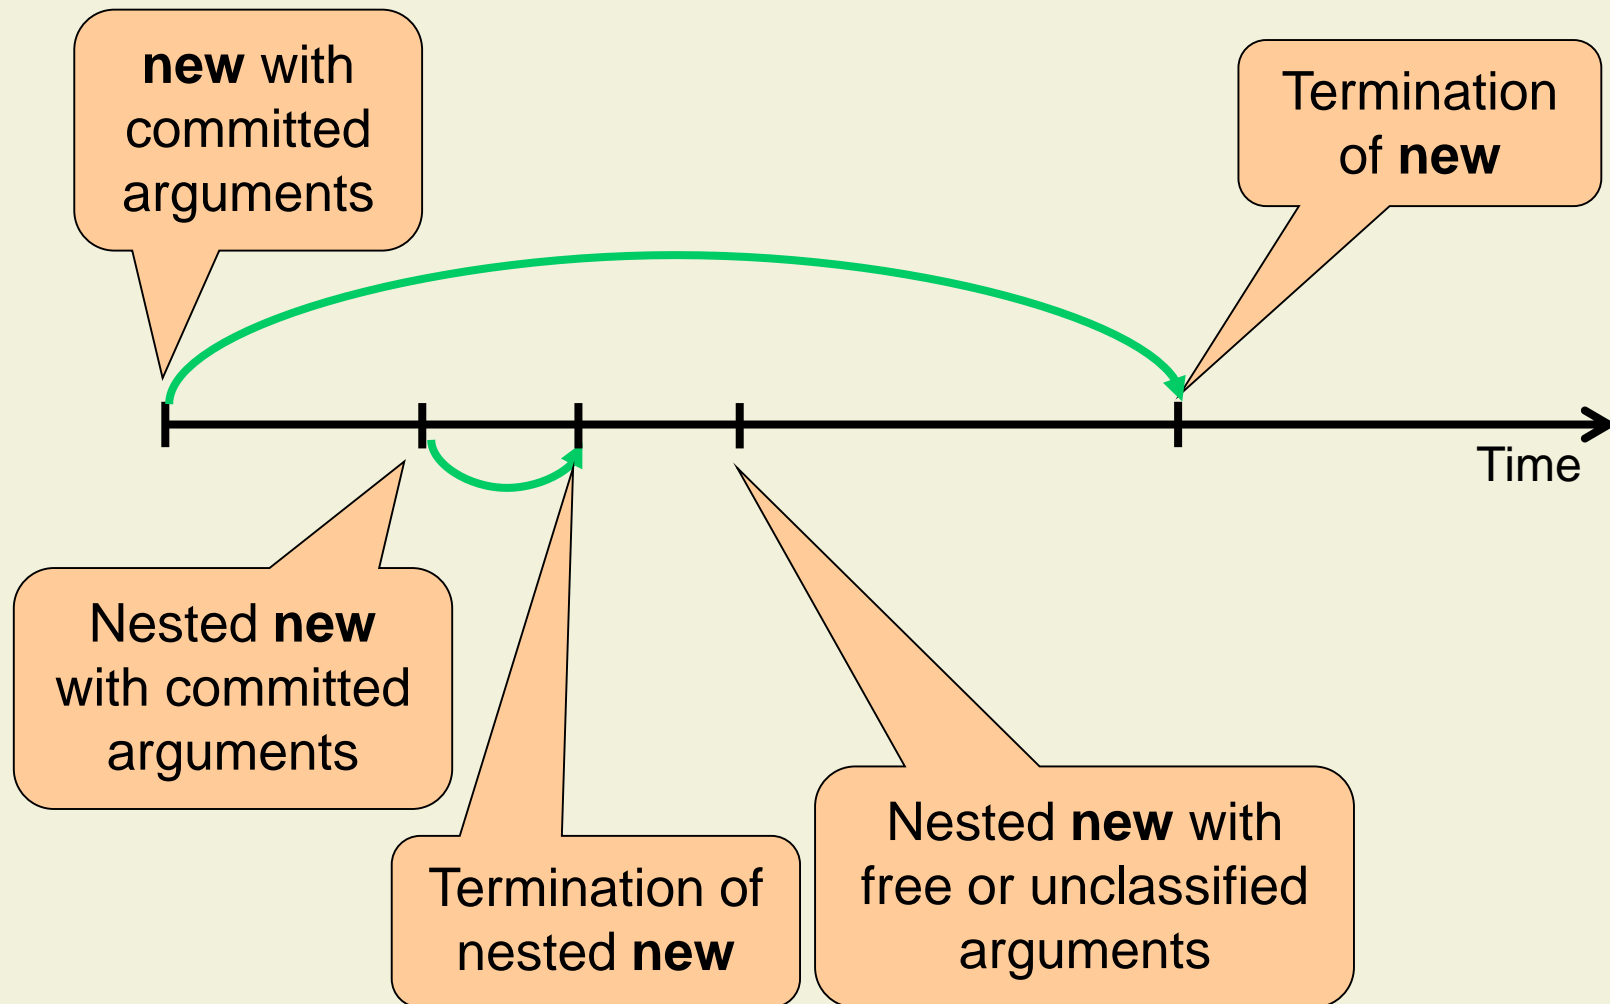 new with
committed
arguments
Termination
of new
Time
Nested new
with committed
arguments
Termination of
nested new
Nested new with
free or unclassified
arguments